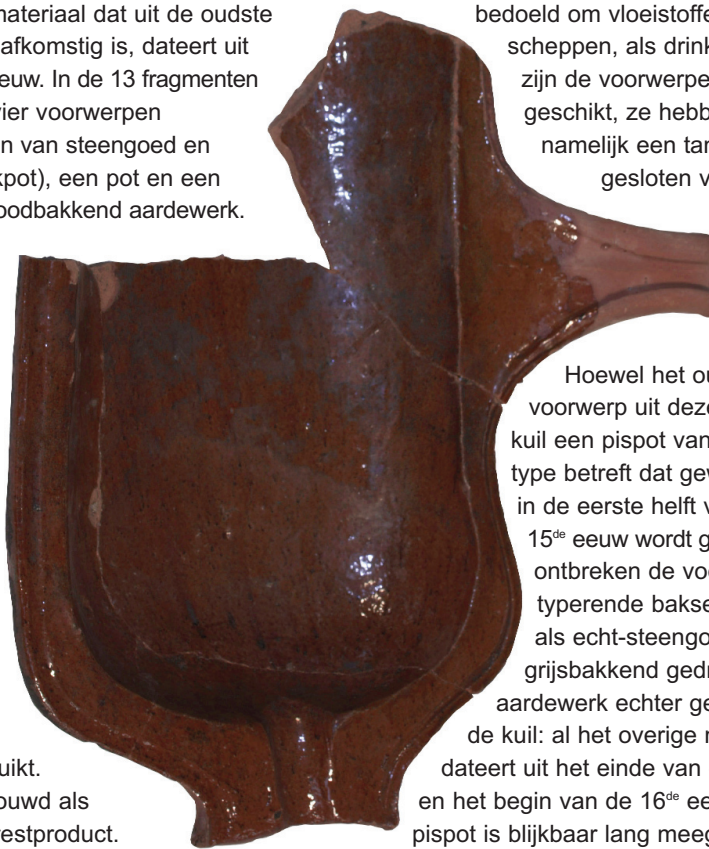 materiaal dat uit de oudste
afkomstig is, dateert uit
euw. In de 13 fragmenten
vier voorwerpen
n van steengoed en
kpot), een pot en een
oodbakkend aardewerk.
uikt.
ouwd als
restproduct.
bedoeld om vloeistoffe
scheppen, als drink
zijn de voorwerpe
geschikt, ze hebb
namelijk een tar
gesloten v
Hoewel het ou
voorwerp uit deze
kuil een pispot van
type betreft dat gev
in de eerste helft v
15de eeuw wordt g
ontbreken de voo
typerende bakse
als echt-steengo
grijsbakkend gedr
aardewerk echter ge
de kuil: al het overige r
dateert uit het einde van
en het begin van de 16de ee
pispot is blijkbaar lang meeg